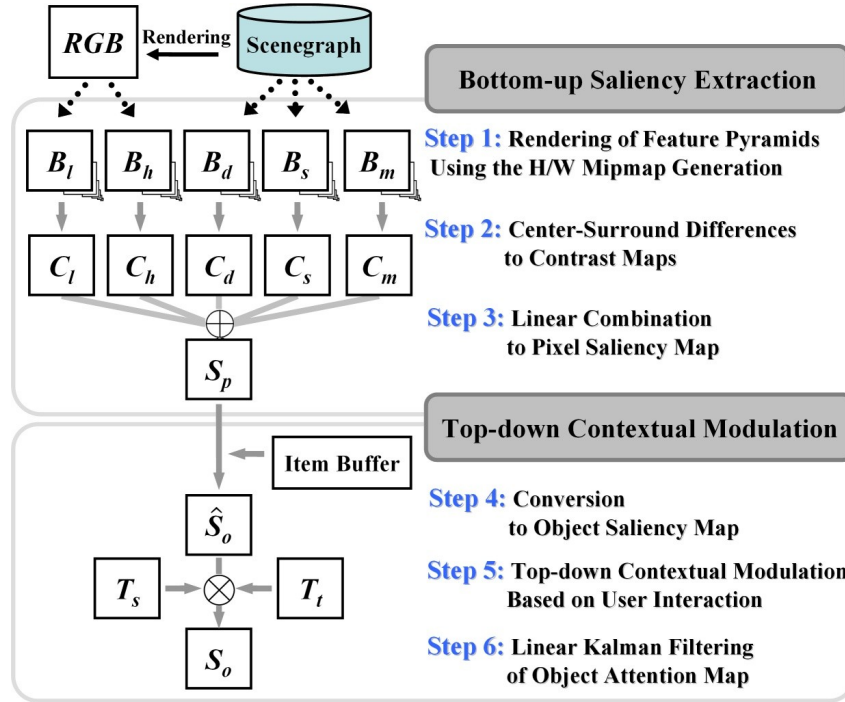 RGB
Rendering
Scenegraph
Bottom-up Saliency Extraction
B_l B_h B_d B_s B_m
Step 1: Rendering of Feature Pyramids
Using the H/W Mipmap Generation
C_l C_h C_d C_s C_m
Step 2: Center-Surround Differences
to Contrast Maps
Step 3: Linear Combination
to Pixel Saliency Map
S_p
Top-down Contextual Modulation
Item Buffer
Step 4: Conversion
to Object Saliency Map
Ŝ_o
Step 5: Top-down Contextual Modulation
Based on User Interaction
T_s T_t
Step 6: Linear Kalman Filtering
of Object Attention Map
S_o